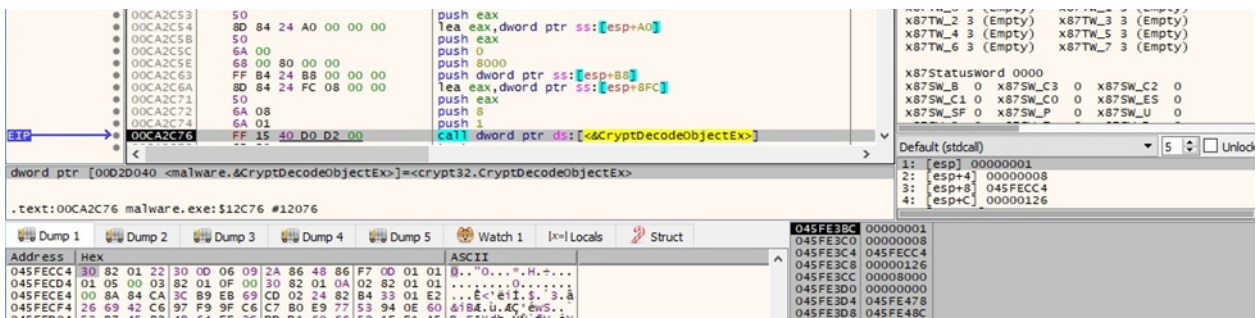 00CA2C53 50 push eax
00CA2C54 8D 84 24 A0 00 00 00 lea eax,dword ptr ss:[esp+A0]
00CA2C5B 50 push eax
00CA2C5C 6A 00 push 0
00CA2C5E 68 00 80 00 00 push 8000
00CA2C63 FF B4 24 B8 00 00 00 push dword ptr ss:[esp+B8]
00CA2C6A 8D 84 24 FC 08 00 00 lea eax,dword ptr ss:[esp+8FC]
00CA2C71 50 push eax
00CA2C72 6A 08 push 8
00CA2C74 6A 01 push 1
EIP 00CA2C76 FF 15 40 D0 D2 00 call dword ptr ds:[<&CryptDecodeObjectEx>]
x87TW_2 3 (Empty) x87TW_3 3 (Empty)
x87TW_4 3 (Empty) x87TW_5 3 (Empty)
x87TW_6 3 (Empty) x87TW_7 3 (Empty)
x87StatusWord 0000
x87SW_B 0 x87SW_C3 0 x87SW_C2 0
x87SW_C1 0 x87SW_C0 0 x87SW_ES 0
x87SW_SF 0 x87SW_P 0 x87SW_U 0
Default (stdcall) 5 Unlock
1: [esp] 00000001
2: [esp+4] 00000008
3: [esp+8] 045FECC4
4: [esp+C] 00000126
dword ptr [00D2D040 <malware.&CryptDecodeObjectEx>]=<crypt32.CryptDecodeObjectEx>
.text:00CA2C76 malware.exe:$12C76 #12076
Dump 1 Dump 2 Dump 3 Dump 4 Dump 5 Watch 1 [x=] Locals Struct
Address Hex ASCII
045FECC4 30 82 01 22 30 0D 06 09 2A 86 48 86 F7 0D 01 01 0.."0...*.H.÷...
045FECD4 01 05 00 03 82 01 0F 00 30 82 01 0A 02 82 01 01 ........0.......
045FECE4 00 8A 84 CA 3C B9 EB 69 CD 02 24 82 B4 33 01 E2 ...Ê<¹ëiÍ.$.´3.â
045FECF4 26 69 42 C6 97 F9 9F C6 C7 B0 E9 77 53 94 0E 60
045FE3BC 00000001
045FE3C0 00000008
045FE3C4 045FECC4
045FE3C8 00000126
045FE3CC 00008000
045FE3D0 00000000
045FE3D4 045FE478
045FE3D8 045FE48C